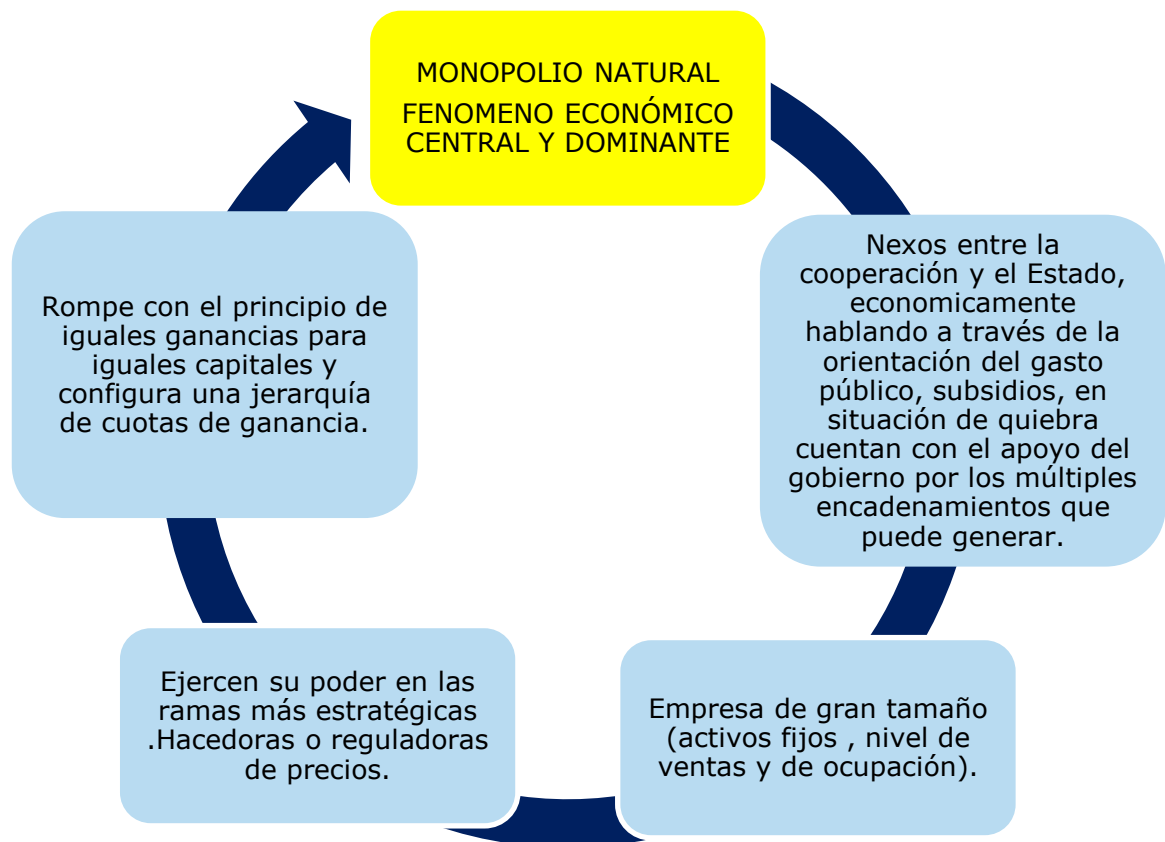 MONOPOLIO NATURAL
FENOMENO ECONÓMICO
CENTRAL Y DOMINANTE
Nexos entre la
cooperación y el Estado,
economicamente
hablando a través de la
orientación del gasto
público, subsidios, en
situación de quiebra
cuentan con el apoyo del
gobierno por los múltiples
encadenamientos que
puede generar.
Empresa de gran tamaño
(activos fijos , nivel de
ventas y de ocupación).
Ejercen su poder en las
ramas más estratégicas
.Hacedoras o reguladoras
de precios.
Rompe con el principio de
iguales ganancias para
iguales capitales y
configura una jerarquía
de cuotas de ganancia.